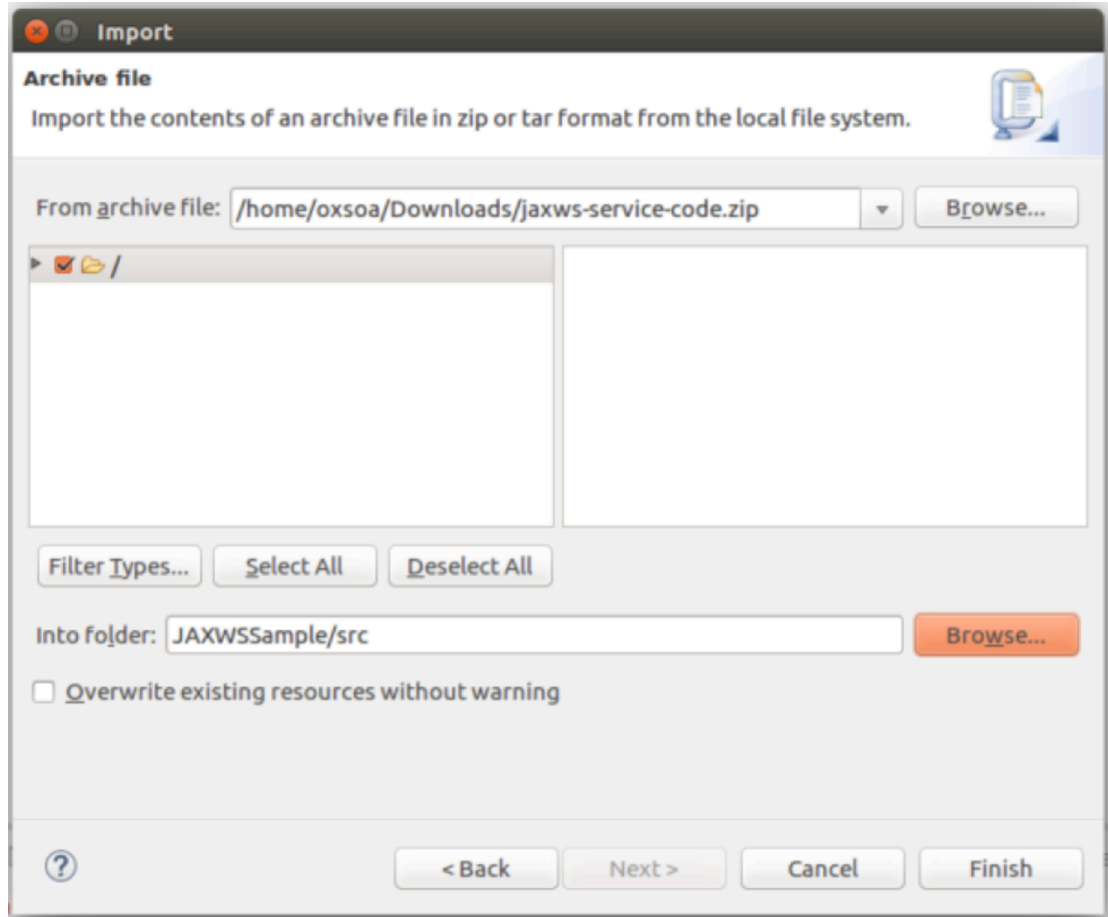 Import
Archive file
Import the contents of an archive file in zip or tar format from the local file system.
From archive file: /home/oxsoa/Downloads/jaxws-service-code.zip Browse...
/
Filter Types... Select All Deselect All
Into folder: JAXWSSample/src Browse...
Overwrite existing resources without warning
? < Back Next > Cancel Finish